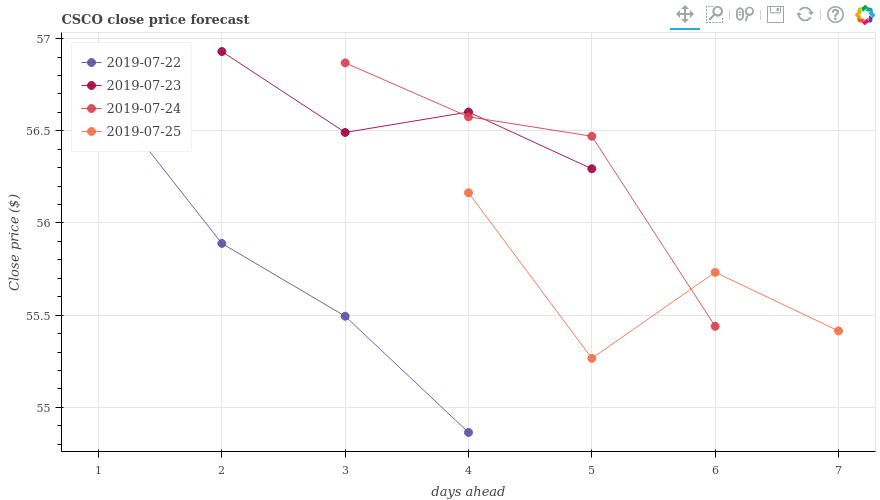 CSCO close price forecast
57
56.5
56
55.5
55
Close price ($)
2019-07-22
2019-07-23
2019-07-24
2019-07-25
1 2 3 4 5 6 7
days ahead